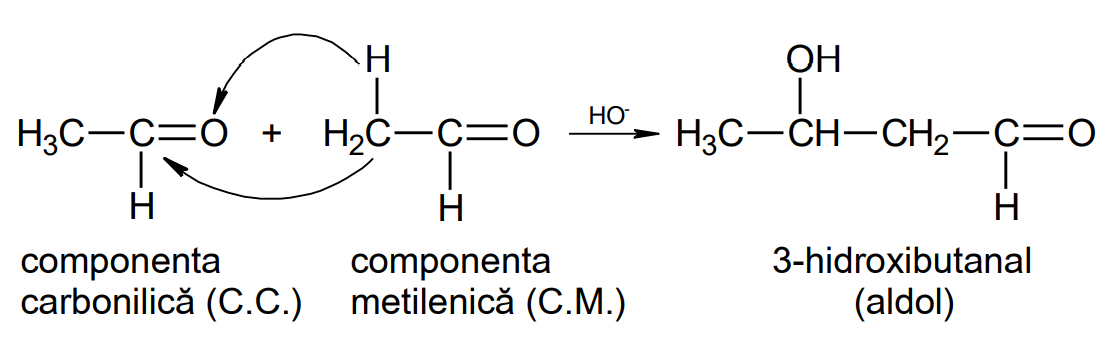 H OH
H₃C—C=O + H₂C—C=O HO⁻ H₃C—CH—CH₂—C=O
H H H
componenta componenta 3-hidroxibutanal
carbonilică (C.C.) metilenică (C.M.) (aldol)